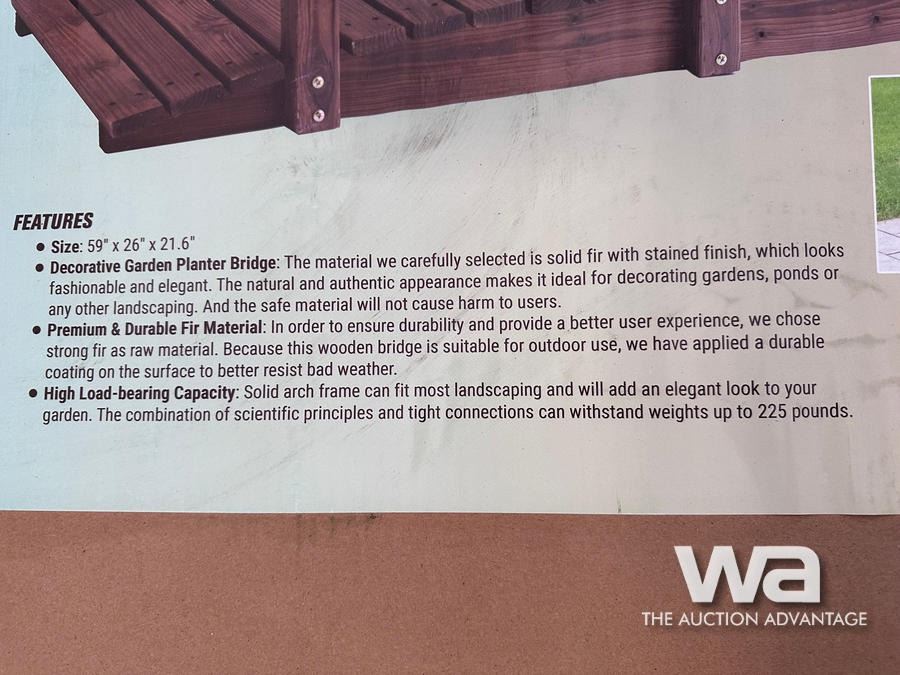 FEATURES
● Size: 59" x 26" x 21.6"
● Decorative Garden Planter Bridge: The material we carefully selected is solid fir with stained finish, which looks
fashionable and elegant. The natural and authentic appearance makes it ideal for decorating gardens, ponds or
any other landscaping. And the safe material will not cause harm to users.
● Premium & Durable Fir Material: In order to ensure durability and provide a better user experience, we chose
strong fir as raw material. Because this wooden bridge is suitable for outdoor use, we have applied a durable
coating on the surface to better resist bad weather.
● High Load-bearing Capacity: Solid arch frame can fit most landscaping and will add an elegant look to your
garden. The combination of scientific principles and tight connections can withstand weights up to 225 pounds.
wa
THE AUCTION ADVANTAGE